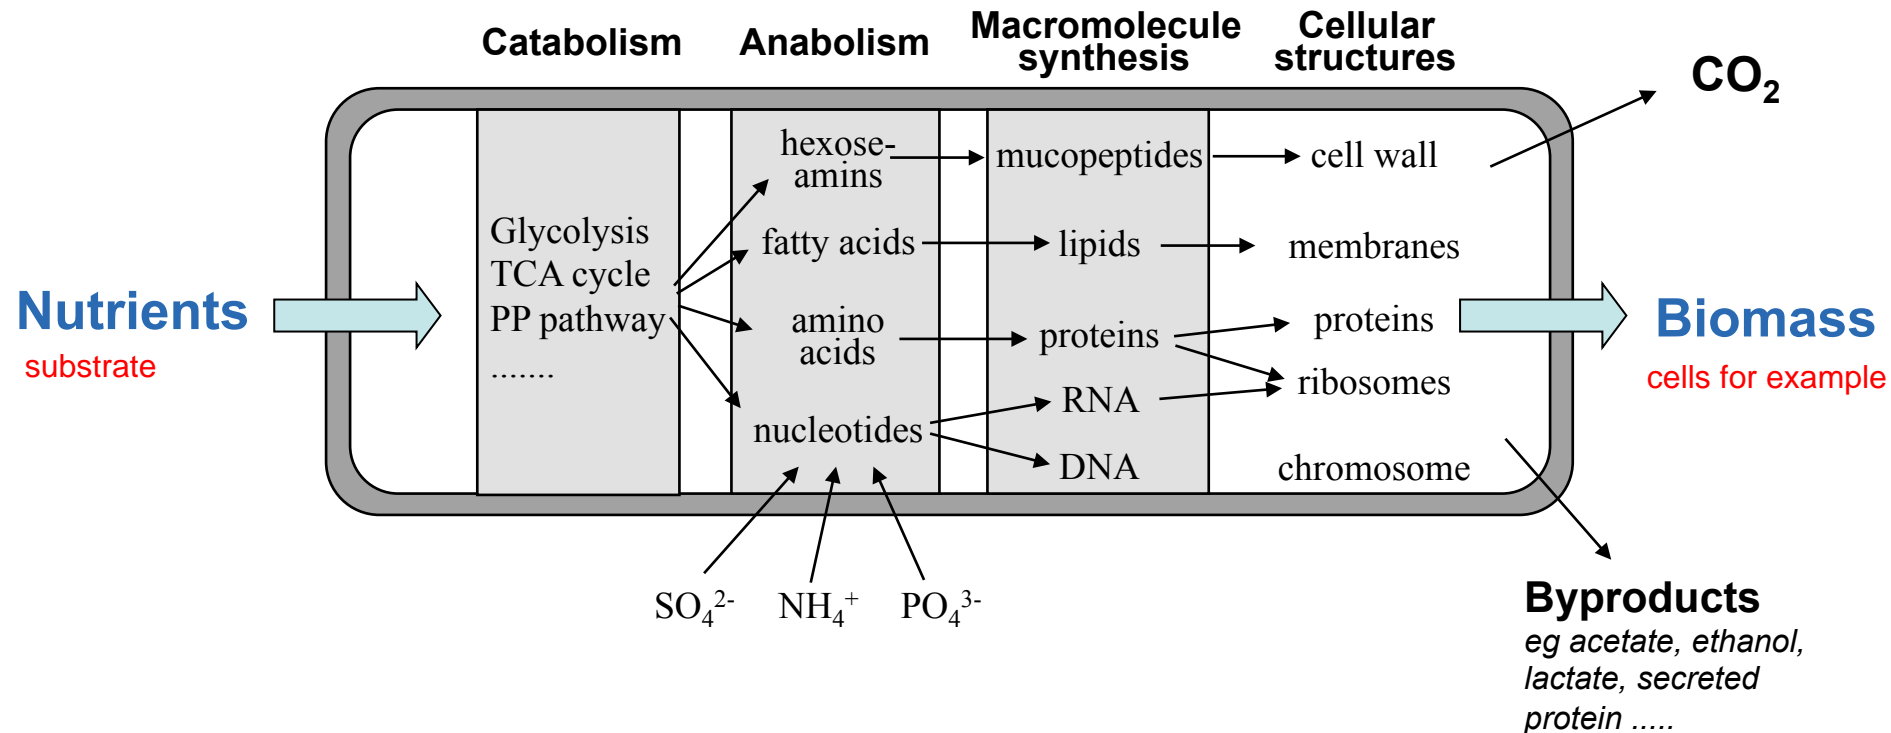 Catabolism
Anabolism
Macromolecule
synthesis
Cellular
structures
CO₂
Nutrients
substrate
Glycolysis
TCA cycle
PP pathway
.......
hexose-
amins
fatty acids
amino
acids
nucleotides
mucopeptides
lipids
proteins
RNA
DNA
cell wall
membranes
proteins
ribosomes
chromosome
Biomass
cells for example
SO₄²⁻ NH₄⁺ PO₄³⁻
Byproducts
eg acetate, ethanol,
lactate, secreted
protein .....